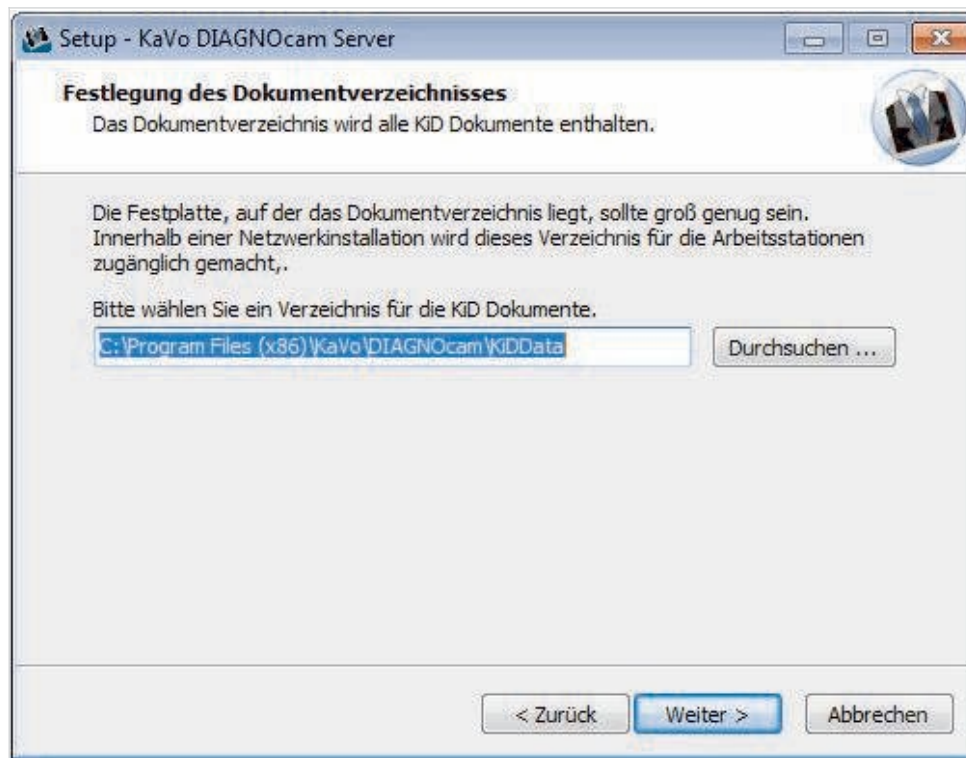 Setup - KaVo DIAGNOcam Server
Festlegung des Dokumentverzeichnisses
Das Dokumentverzeichnis wird alle KiD Dokumente enthalten.
Die Festplatte, auf der das Dokumentverzeichnis liegt, sollte groß genug sein.
Innerhalb einer Netzwerkinstallation wird dieses Verzeichnis für die Arbeitsstationen
zugänglich gemacht,.
Bitte wählen Sie ein Verzeichnis für die KiD Dokumente.
C:\Program Files (x86)\KaVo\DIAGNOcam\KiDData
Durchsuchen ...
< Zurück
Weiter >
Abbrechen